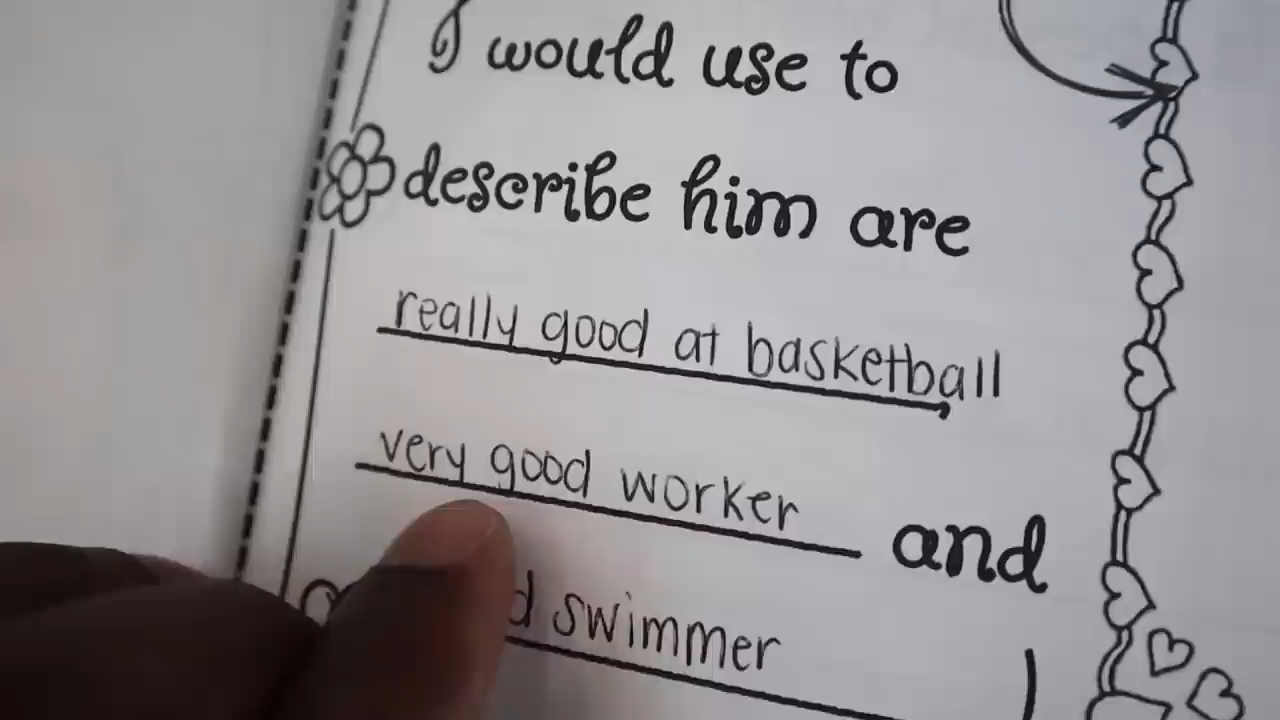 I would use to
describe him are
really good at basketball
very good worker and
swimmer